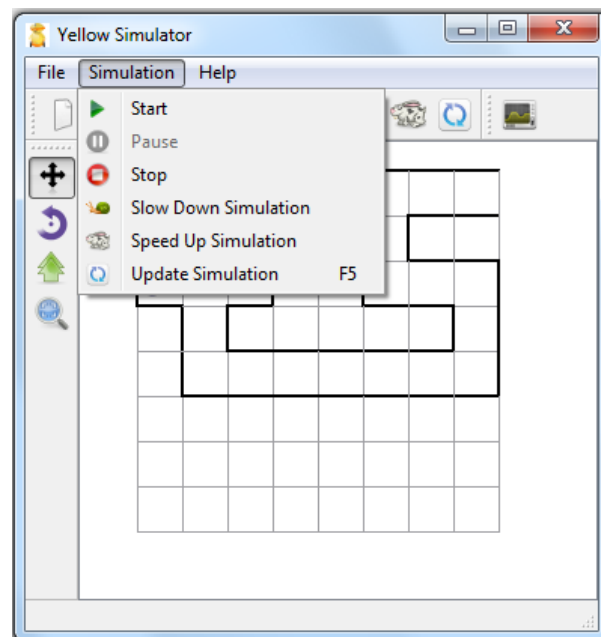 Yellow Simulator
File Simulation Help
Start
Pause
Stop
Slow Down Simulation
Speed Up Simulation
Update Simulation F5